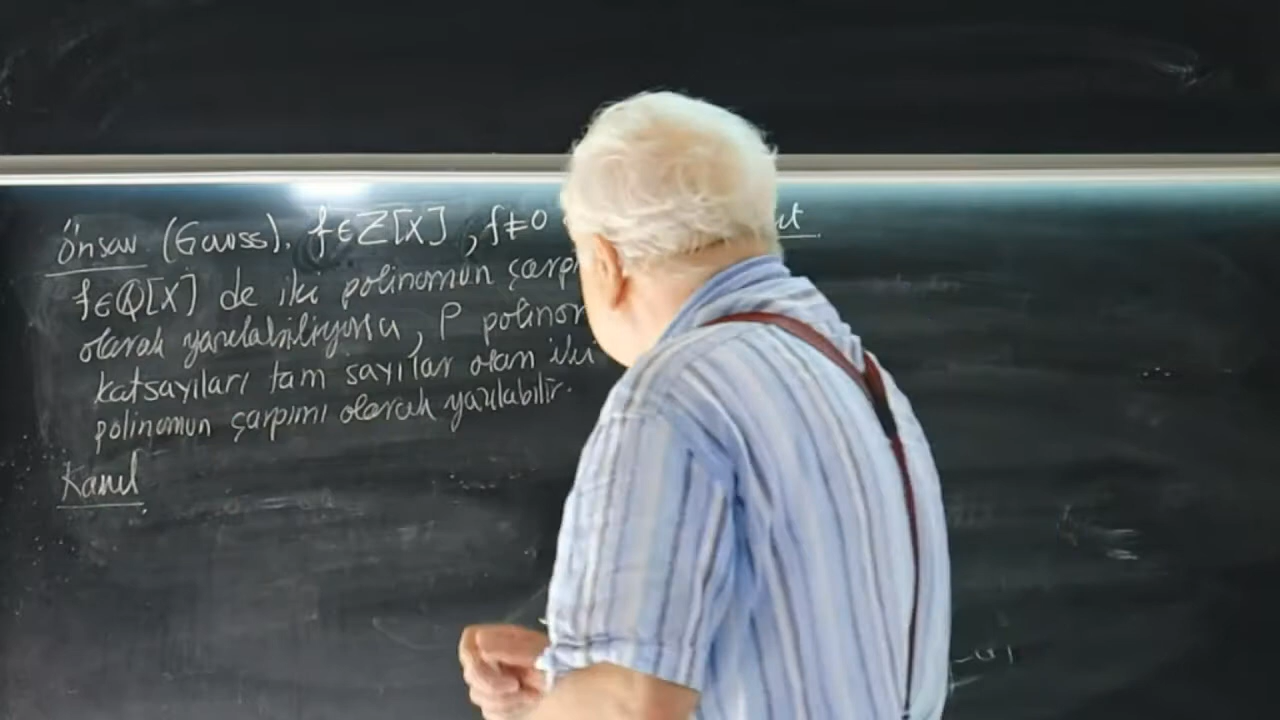 Önsav (Gauss). f∈Z[X], f≠0
f∈Q[X] de iki polinomun çarpı
olarak yazılabiliyorsa, P polinom
katsayıları tam sayılar olan iki
polinomun çarpımı olarak yazılabilir.
Kanıt